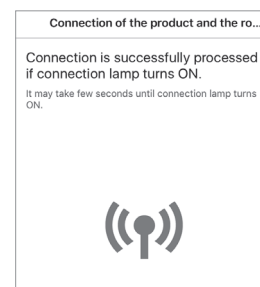 Connection of the product and the ro...
Connection is successfully processed
if connection lamp turns ON.
It may take few seconds until connection lamp turns
ON.